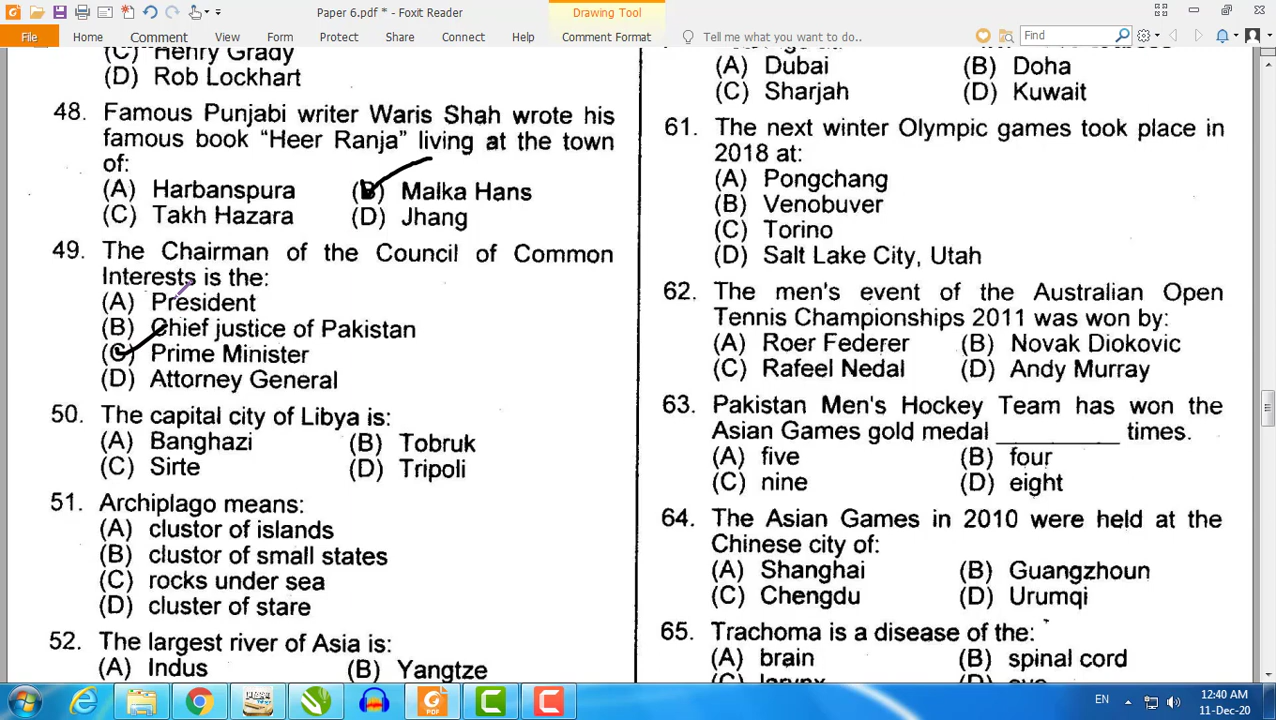 Paper 6.pdf * - Foxit Reader
Drawing Tool
File
Home
Comment
View
Form
Protect
Share
Connect
Help
Comment Format
Tell me what you want to do..
Find
(C) Henry Grady
(D) Rob Lockhart
48. Famous Punjabi writer Waris Shah wrote his
famous book “Heer Ranja” living at the town
of:
(A) Harbanspura (B) Malka Hans
(C) Takh Hazara (D) Jhang
49. The Chairman of the Council of Common
Interests is the:
(A) President
(B) Chief justice of Pakistan
(C) Prime Minister
(D) Attorney General
50. The capital city of Libya is:
(A) Banghazi (B) Tobruk
(C) Sirte (D) Tripoli
51. Archiplago means:
(A) clustor of islands
(B) clustor of small states
(C) rocks under sea
(D) cluster of stare
52. The largest river of Asia is:
(A) Indus (B) Yangtze
(A) Dubai (B) Doha
(C) Sharjah (D) Kuwait
61. The next winter Olympic games took place in
2018 at:
(A) Pongchang
(B) Venobuver
(C) Torino
(D) Salt Lake City, Utah
62. The men's event of the Australian Open
Tennis Championships 2011 was won by:
(A) Roer Federer (B) Novak Diokovic
(C) Rafeel Nedal (D) Andy Murray
63. Pakistan Men's Hockey Team has won the
Asian Games gold medal __________ times.
(A) five (B) four
(C) nine (D) eight
64. The Asian Games in 2010 were held at the
Chinese city of:
(A) Shanghai (B) Guangzhoun
(C) Chengdu (D) Urumqi
65. Trachoma is a disease of the:
(A) brain (B) spinal cord
EN
12:40 AM
11-Dec-20